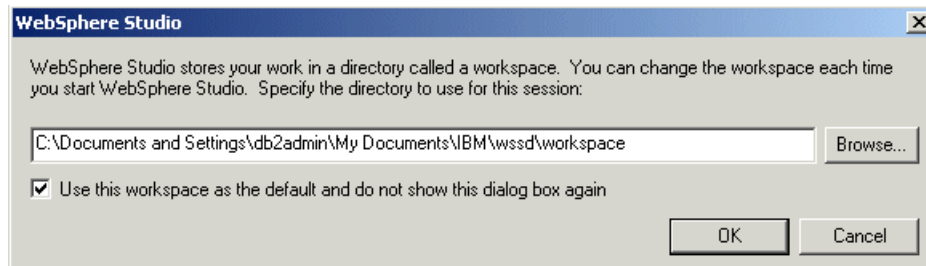 WebSphere Studio
WebSphere Studio stores your work in a directory called a workspace.  You can change the workspace each time
you start WebSphere Studio.  Specify the directory to use for this session:
C:\Documents and Settings\db2admin\My Documents\IBM\wssd\workspace
Browse...
Use this workspace as the default and do not show this dialog box again
OK
Cancel